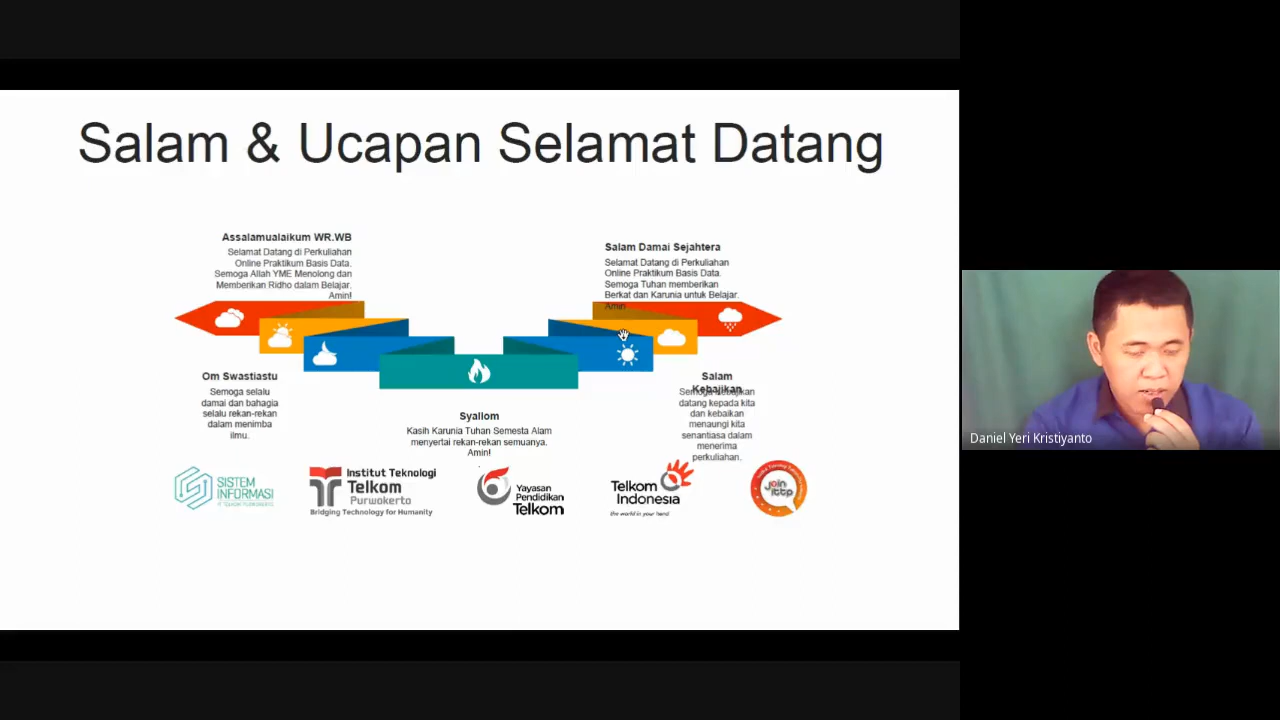 Salam & Ucapan Selamat Datang
Assalamualaikum WR.WB
Selamat Datang di Perkuliahan
Online Praktikum Basis Data.
Semoga Allah YME Menolong dan
Memberikan Ridho dalam Belajar.
Amin!
Salam Damai Sejahtera
Selamat Datang di Perkuliahan
Online Praktikum Basis Data.
Semoga Tuhan memberikan
Berkat dan Karunia untuk Belajar.
Amin
Om Swastiastu
Semoga selalu
damai dan bahagia
selalu rekan-rekan
dalam menimba
ilmu.
Syallom
Kasih Karunia Tuhan Semesta Alam
menyertai rekan-rekan semuanya.
Amin!
Salam
Kebajikan
Semoga kebajikan
datang kepada kita
dan kebaikan
menaungi kita
senantiasa dalam
menerima
perkuliahan.
SISTEM
INFORMASI
IT TELKOM PURWOKERTO
Institut Teknologi
Telkom
Purwokerto
Bridging Technology for Humanity
Yayasan
Pendidikan
Telkom
Telkom
Indonesia
the world in your hand
join
ittp
Daniel Yeri Kristiyanto